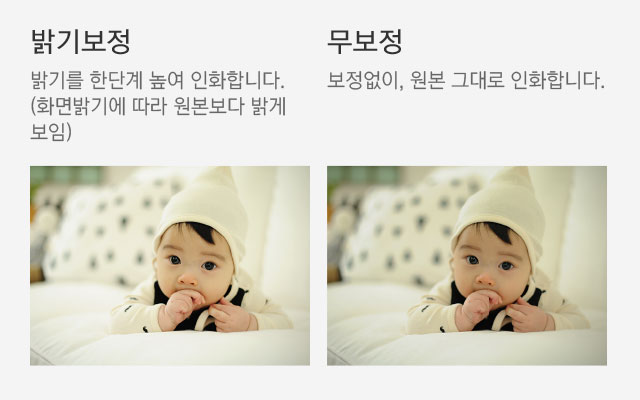 밝기보정
밝기를 한단계 높여 인화합니다.
(화면밝기에 따라 원본보다 밝게
보임)
무보정
보정없이, 원본 그대로 인화합니다.